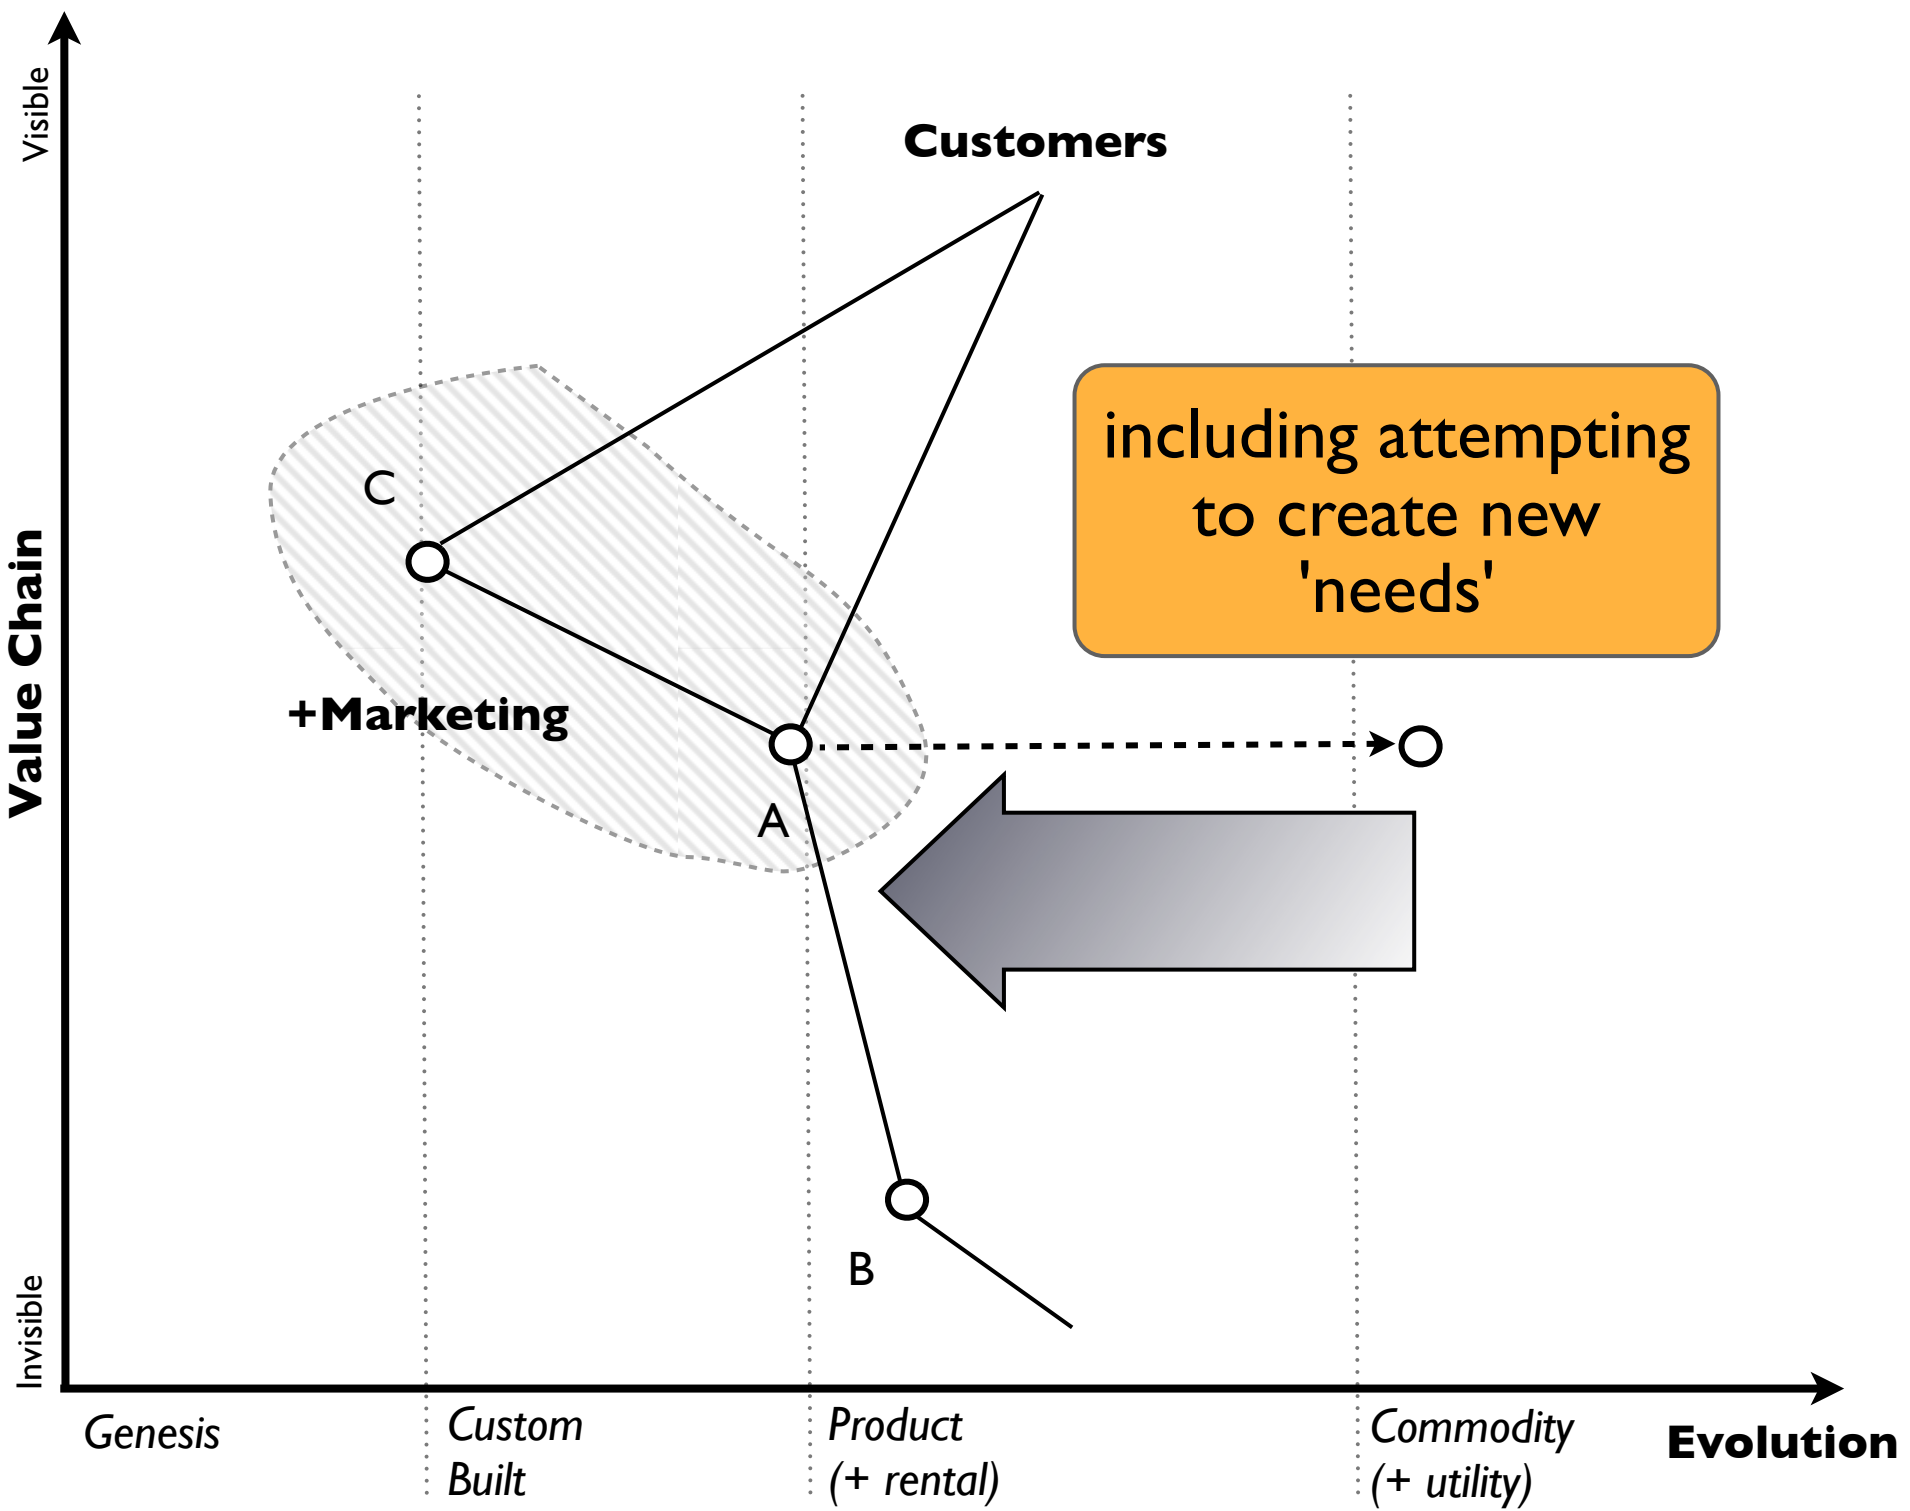 Visible
Customers
including attempting
to create new
'needs'
C
Value Chain
+Marketing
A
B
Invisible
Genesis
Custom
Built
Product
(+ rental)
Commodity
(+ utility)
Evolution